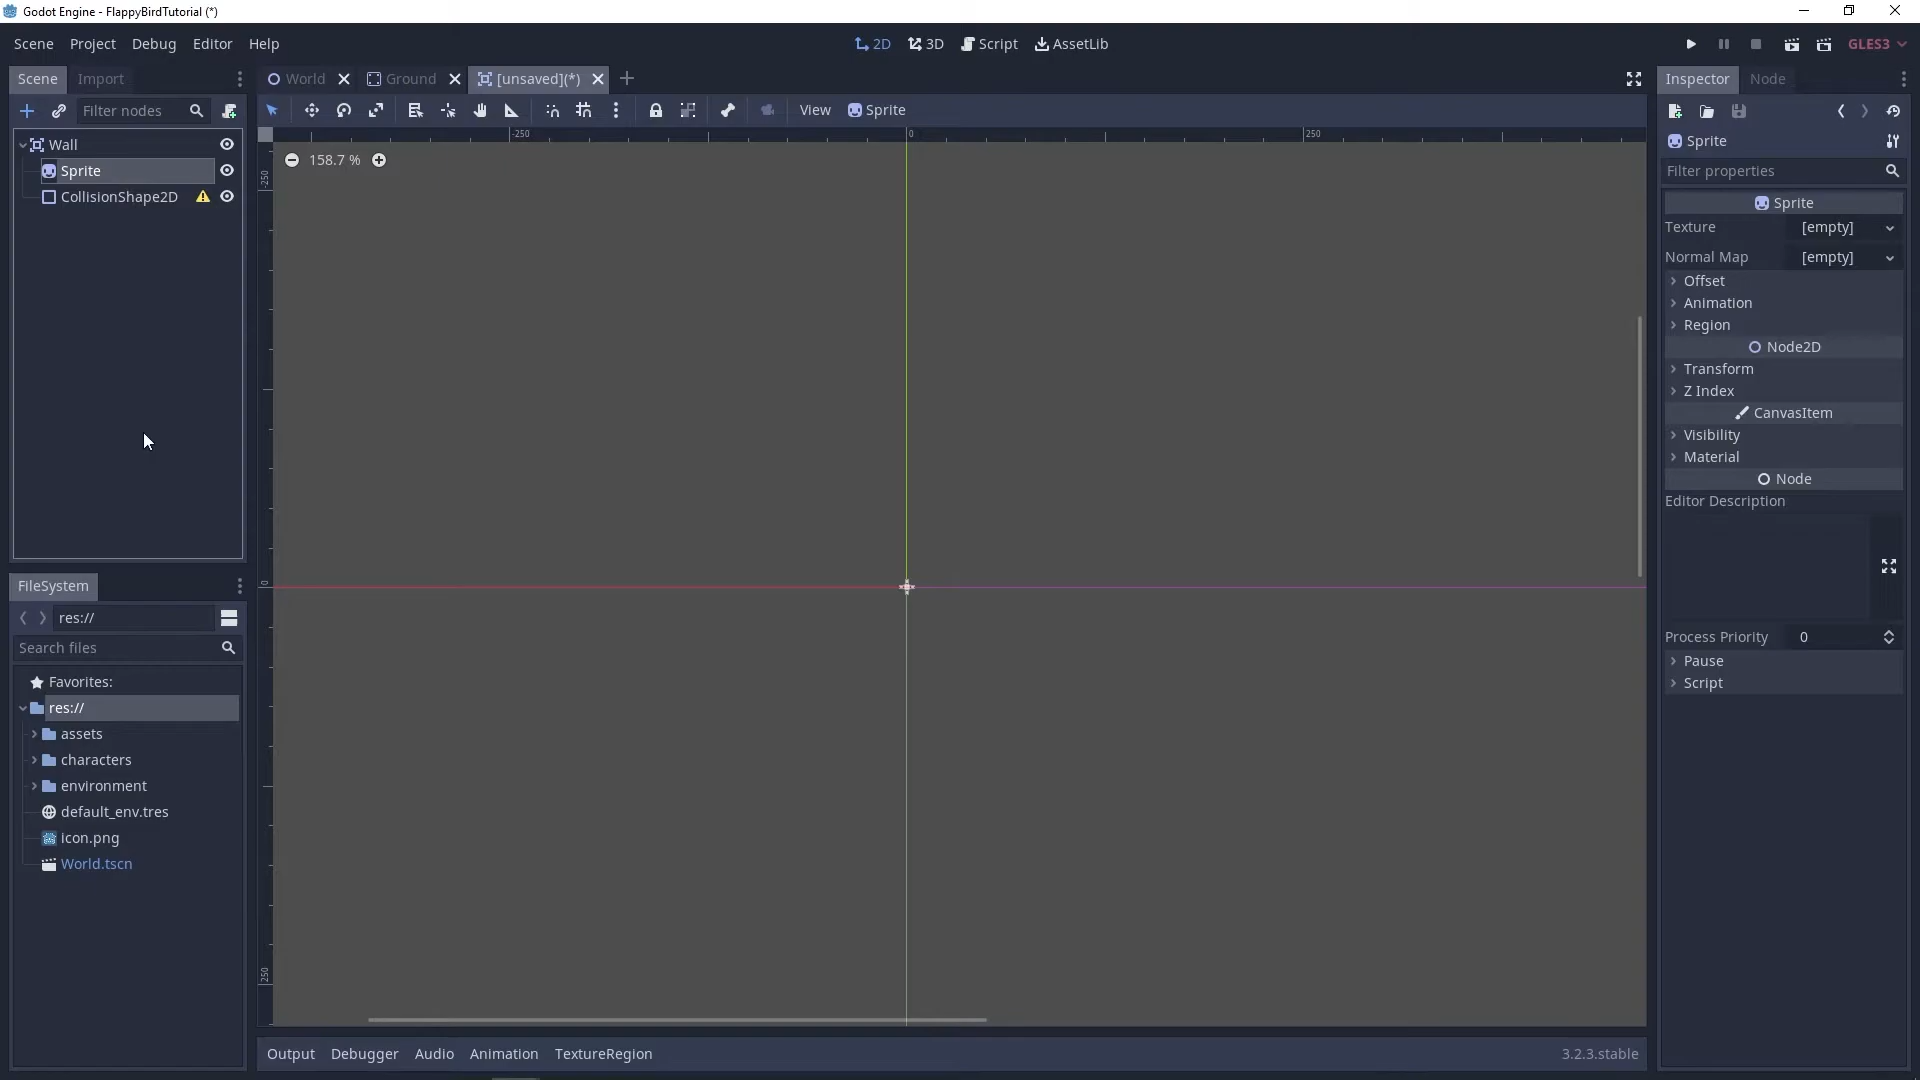 Godot Engine - FlappyBirdTutorial (*)
Scene Project Debug Editor Help
2D 3D Script AssetLib
GLES3
Scene Import
World Ground [unsaved](*)
Inspector Node
Filter nodes
View Sprite
-250 0 250
-250
0
250
158.7 %
Wall
Sprite
CollisionShape2D
FileSystem
res://
Search files
Favorites:
res://
assets
characters
environment
default_env.tres
icon.png
World.tscn
Output Debugger Audio Animation TextureRegion
3.2.3.stable
Sprite
Filter properties
Sprite
Texture [empty]
Normal Map [empty]
Offset
Animation
Region
Node2D
Transform
Z Index
CanvasItem
Visibility
Material
Node
Editor Description
Process Priority 0
Pause
Script